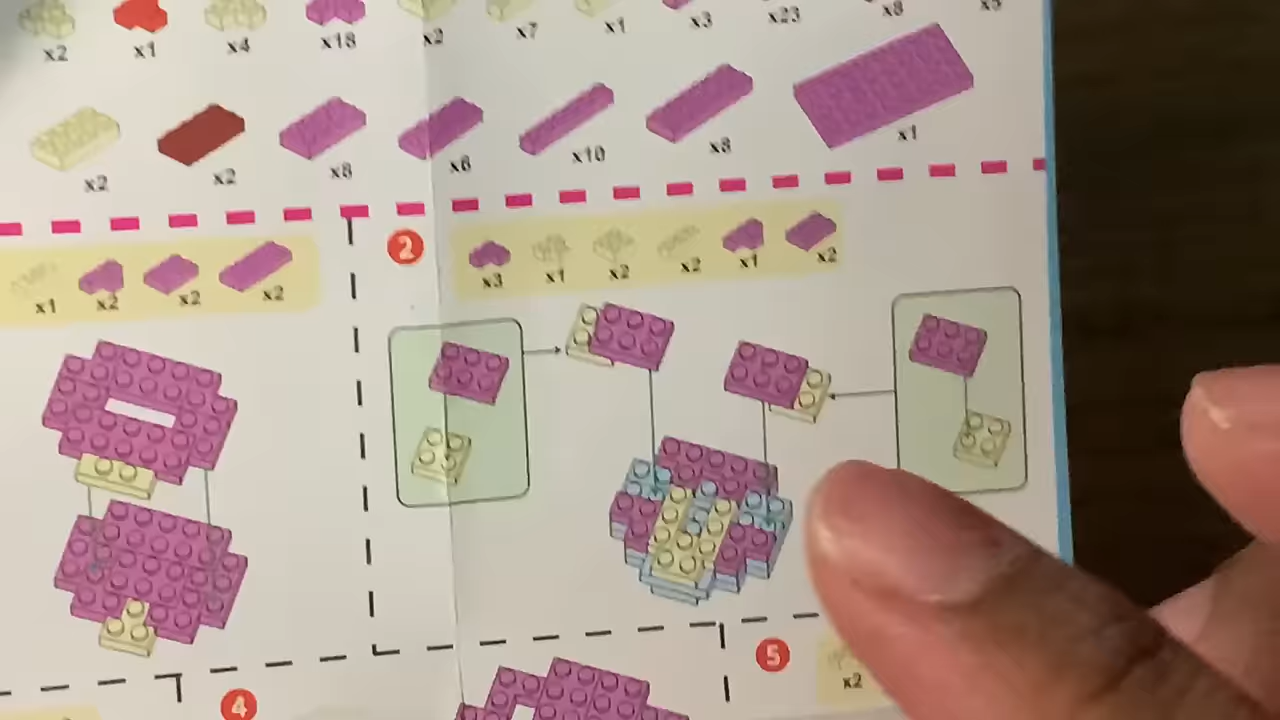 x2 x1 x4 x18 x2 x7 x1 x3 x23 x8 x5
x2 x2 x8 x6 x10 x8 x1
x1 x2 x2 x2
2
x3 x1 x2 x2 x1 x2
4
5
x2